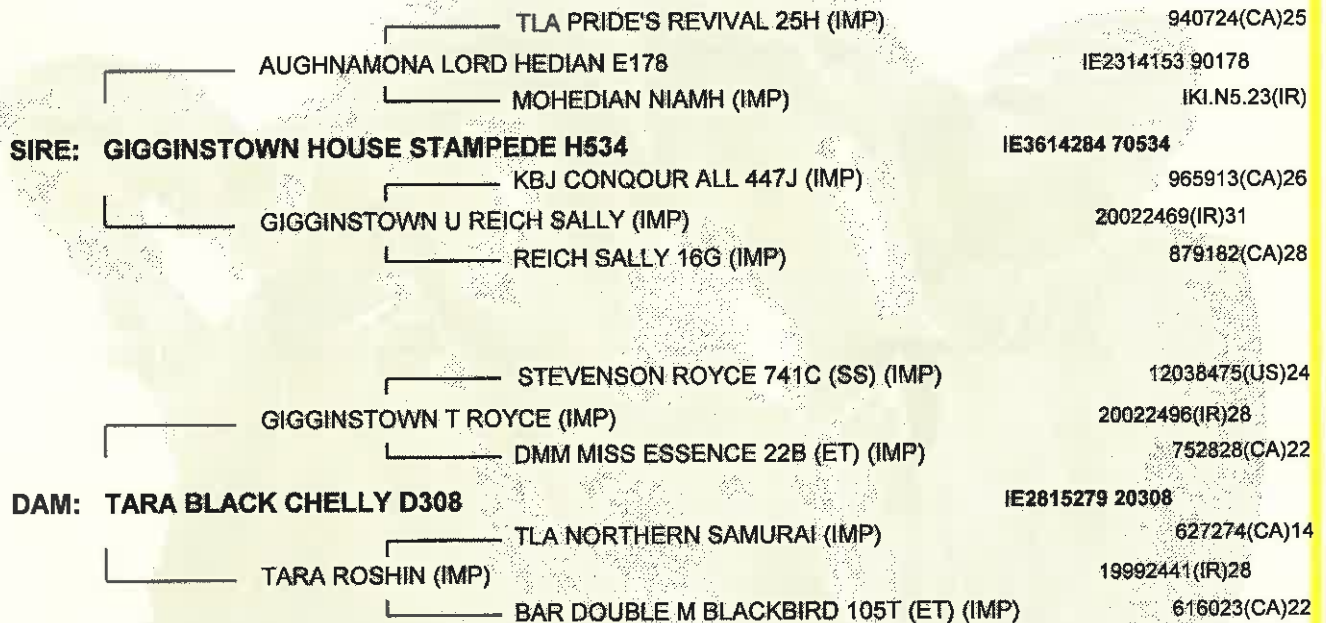 TLA PRIDE'S REVIVAL 25H (IMP) 940724(CA)25
AUGHNAMONA LORD HEDIAN E178 IE2314153 90178
MOHEDIAN NIAMH (IMP) IKI.N5.23(IR)
SIRE: GIGGINSTOWN HOUSE STAMPEDE H534 IE3614284 70534
KBJ CONQOUR ALL 447J (IMP) 965913(CA)26
GIGGINSTOWN U REICH SALLY (IMP) 20022469(IR)31
REICH SALLY 16G (IMP) 879182(CA)28
STEVENSON ROYCE 741C (SS) (IMP) 12038475(US)24
GIGGINSTOWN T ROYCE (IMP) 20022496(IR)28
DMM MISS ESSENCE 22B (ET) (IMP) 752828(CA)22
DAM: TARA BLACK CHELLY D308 IE2815279 20308
TLA NORTHERN SAMURAI (IMP) 627274(CA)14
TARA ROSHIN (IMP) 19992441(IR)28
BAR DOUBLE M BLACKBIRD 105T (ET) (IMP) 616023(CA)22